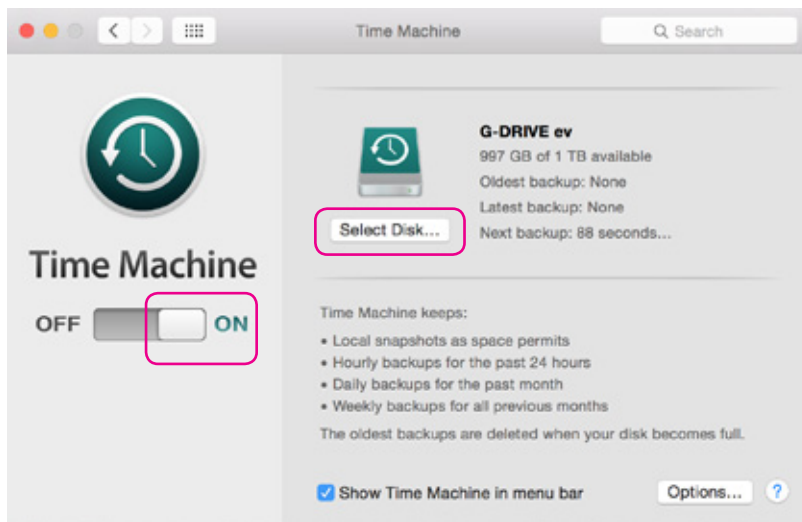 Time Machine
Search
G-DRIVE ev
997 GB of 1 TB available
Oldest backup: None
Latest backup: None
Select Disk...
Next backup: 88 seconds...
Time Machine
OFF ON
Time Machine keeps:
• Local snapshots as space permits
• Hourly backups for the past 24 hours
• Daily backups for the past month
• Weekly backups for all previous months
The oldest backups are deleted when your disk becomes full.
Show Time Machine in menu bar
Options... ?